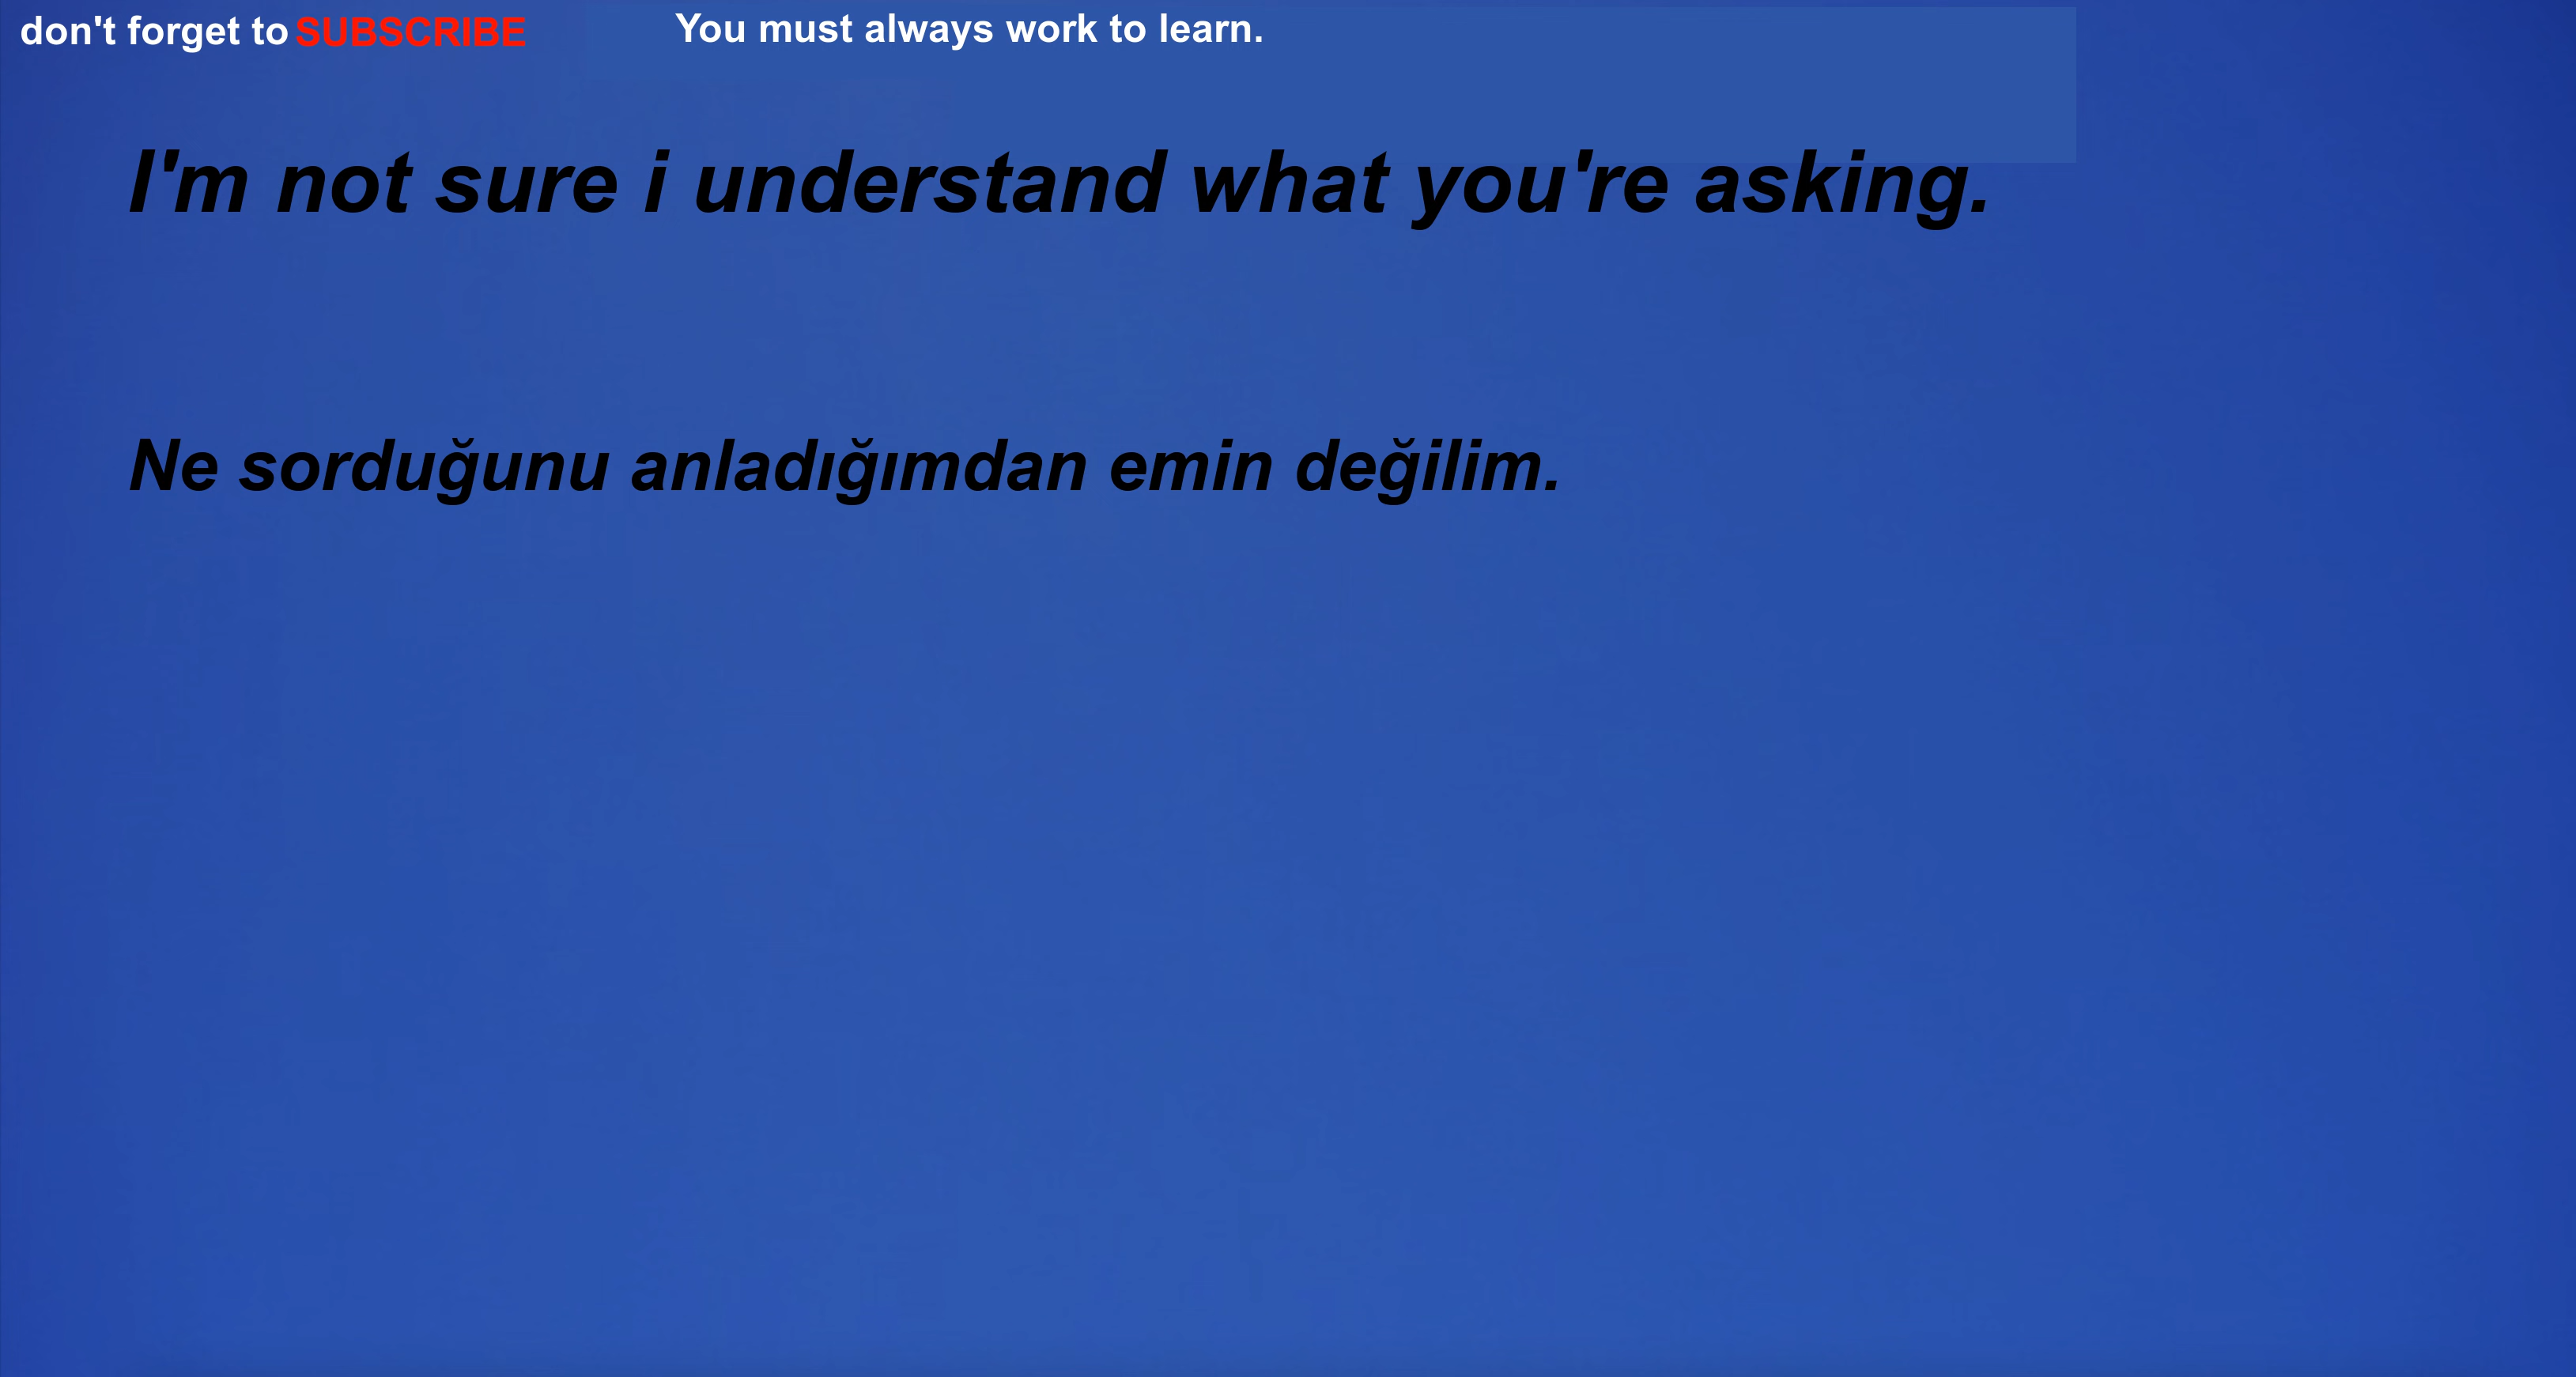 don't forget to SUBSCRIBE You must always work to learn.
I'm not sure i understand what you're asking.
Ne sorduğunu anladığımdan emin değilim.